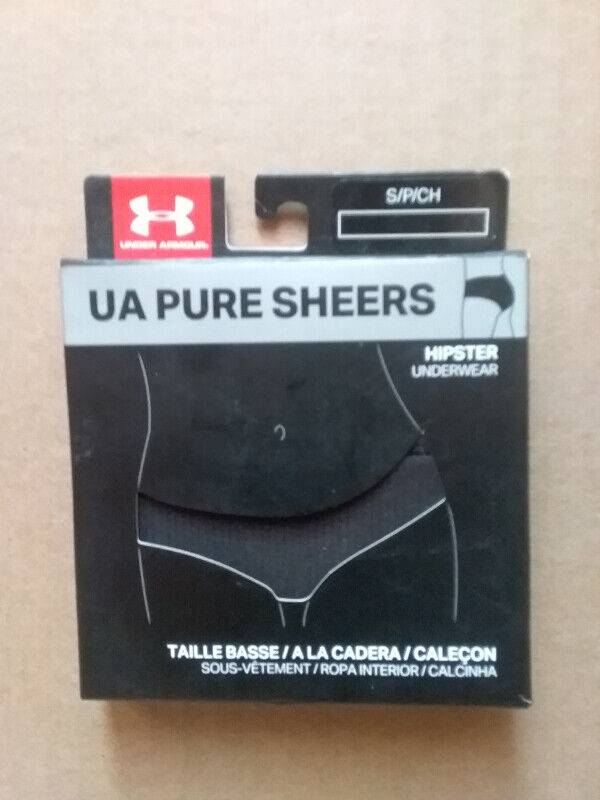 UNDER ARMOUR.
S/P/CH
UA PURE SHEERS
HIPSTER
UNDERWEAR
TAILLE BASSE / A LA CADERA / CALEÇON
SOUS-VÊTEMENT / ROPA INTERIOR / CALCINHA